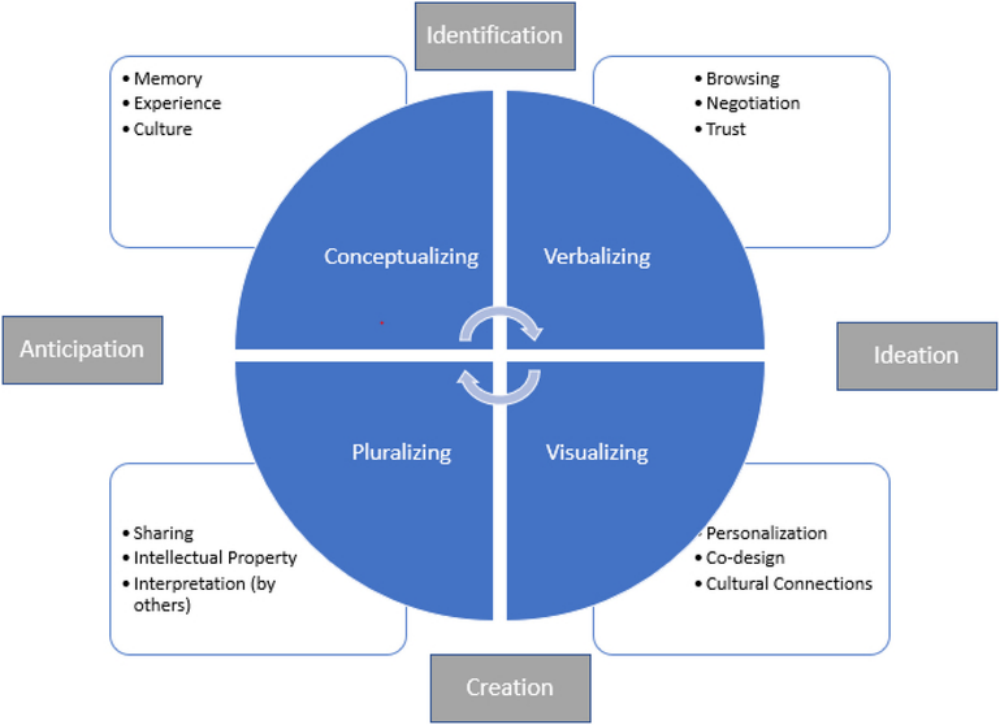 Identification
• Memory
• Experience
• Culture
• Browsing
• Negotiation
• Trust
Conceptualizing
Verbalizing
Anticipation
Ideation
Pluralizing
Visualizing
• Sharing
• Intellectual Property
• Interpretation (by
others)
• Personalization
• Co-design
• Cultural Connections
Creation